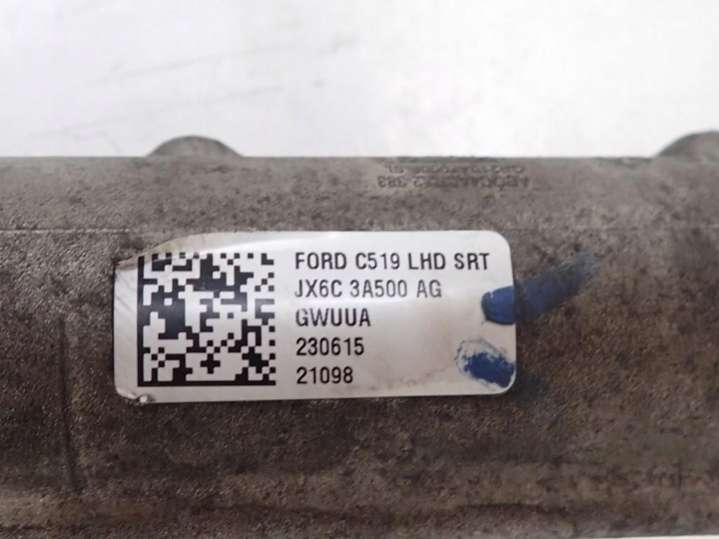 FORD C519 LHD SRT
JX6C 3A500 AG
GWUUA
230615
21098